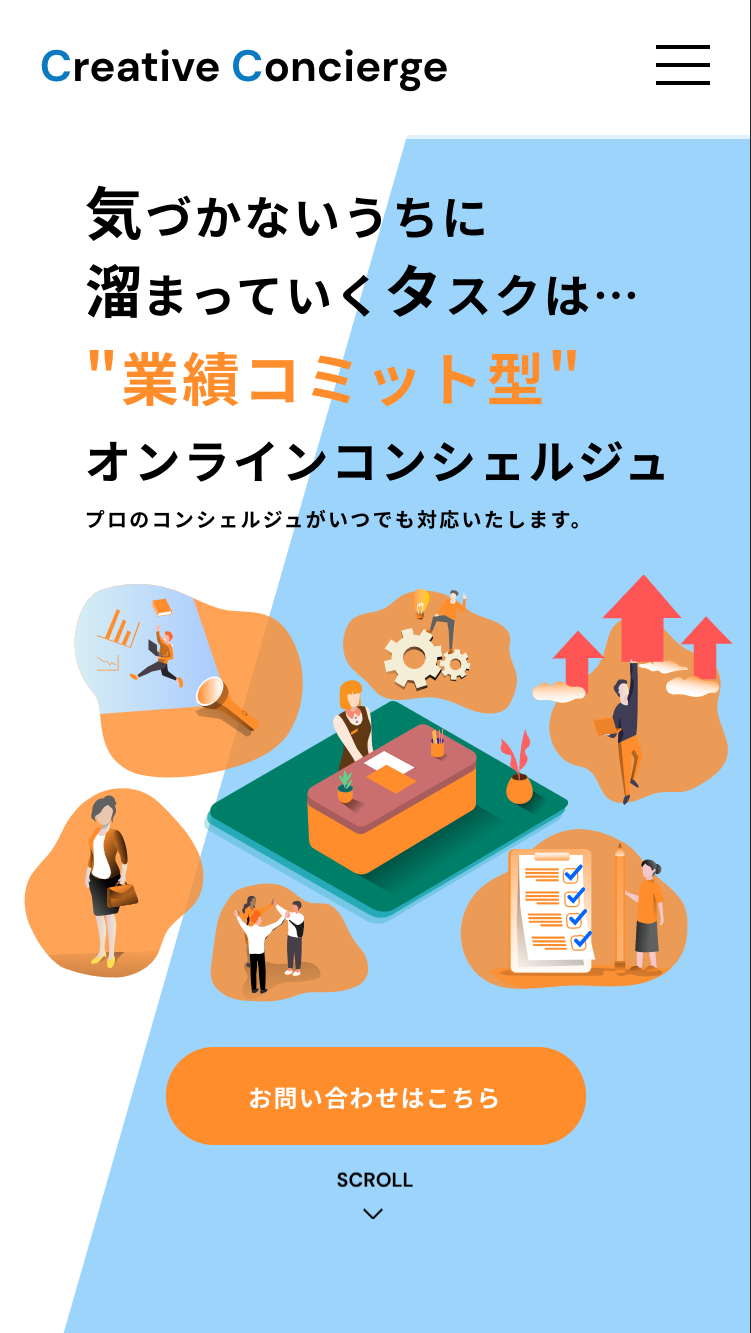 Creative Concierge
気づかないうちに
溜まっていくタスクは…
"業績コミット型"
オンラインコンシェルジュ
プロのコンシェルジュがいつでも対応いたします。
お問い合わせはこちら
SCROLL